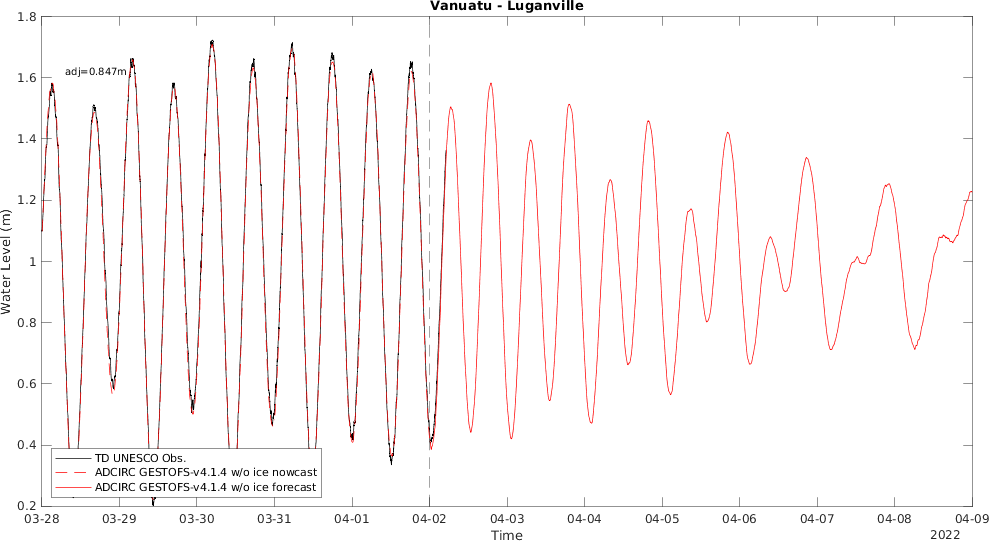 Vanuatu - Luganville
1.8
1.6
1.4
1.2
1
0.8
0.6
0.4
0.2
Water Level (m)
adj=0.847m
TD UNESCO Obs.
ADCIRC GESTOFS-v4.1.4 w/o ice nowcast
ADCIRC GESTOFS-v4.1.4 w/o ice forecast
03-28 03-29 03-30 03-31 04-01 04-02 04-03 04-04 04-05 04-06 04-07 04-08 04-09
Time
2022